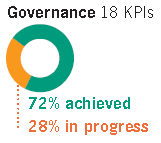 Governance 18 KPIs
72% achieved
28% in progress